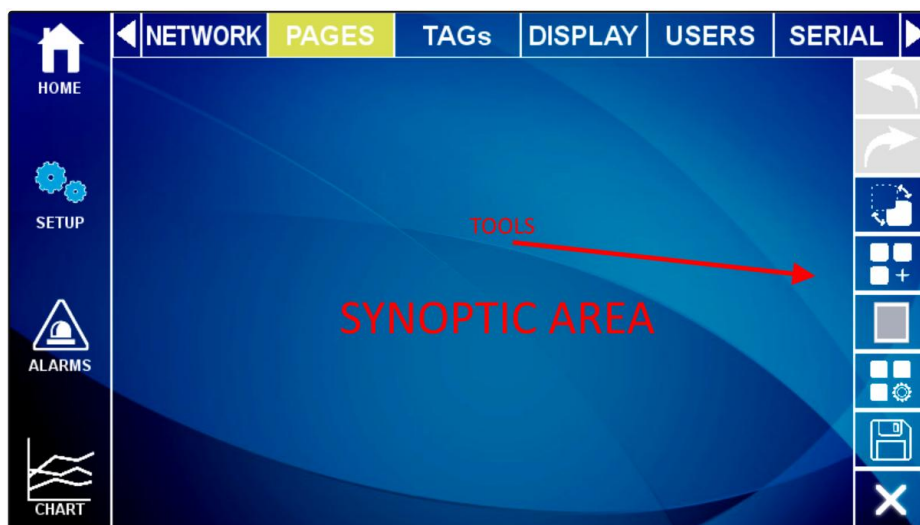 HOME
NETWORK PAGES TAGs DISPLAY USERS SERIAL
SETUP
TOOLS
SYNOPTIC AREA
ALARMS
CHART